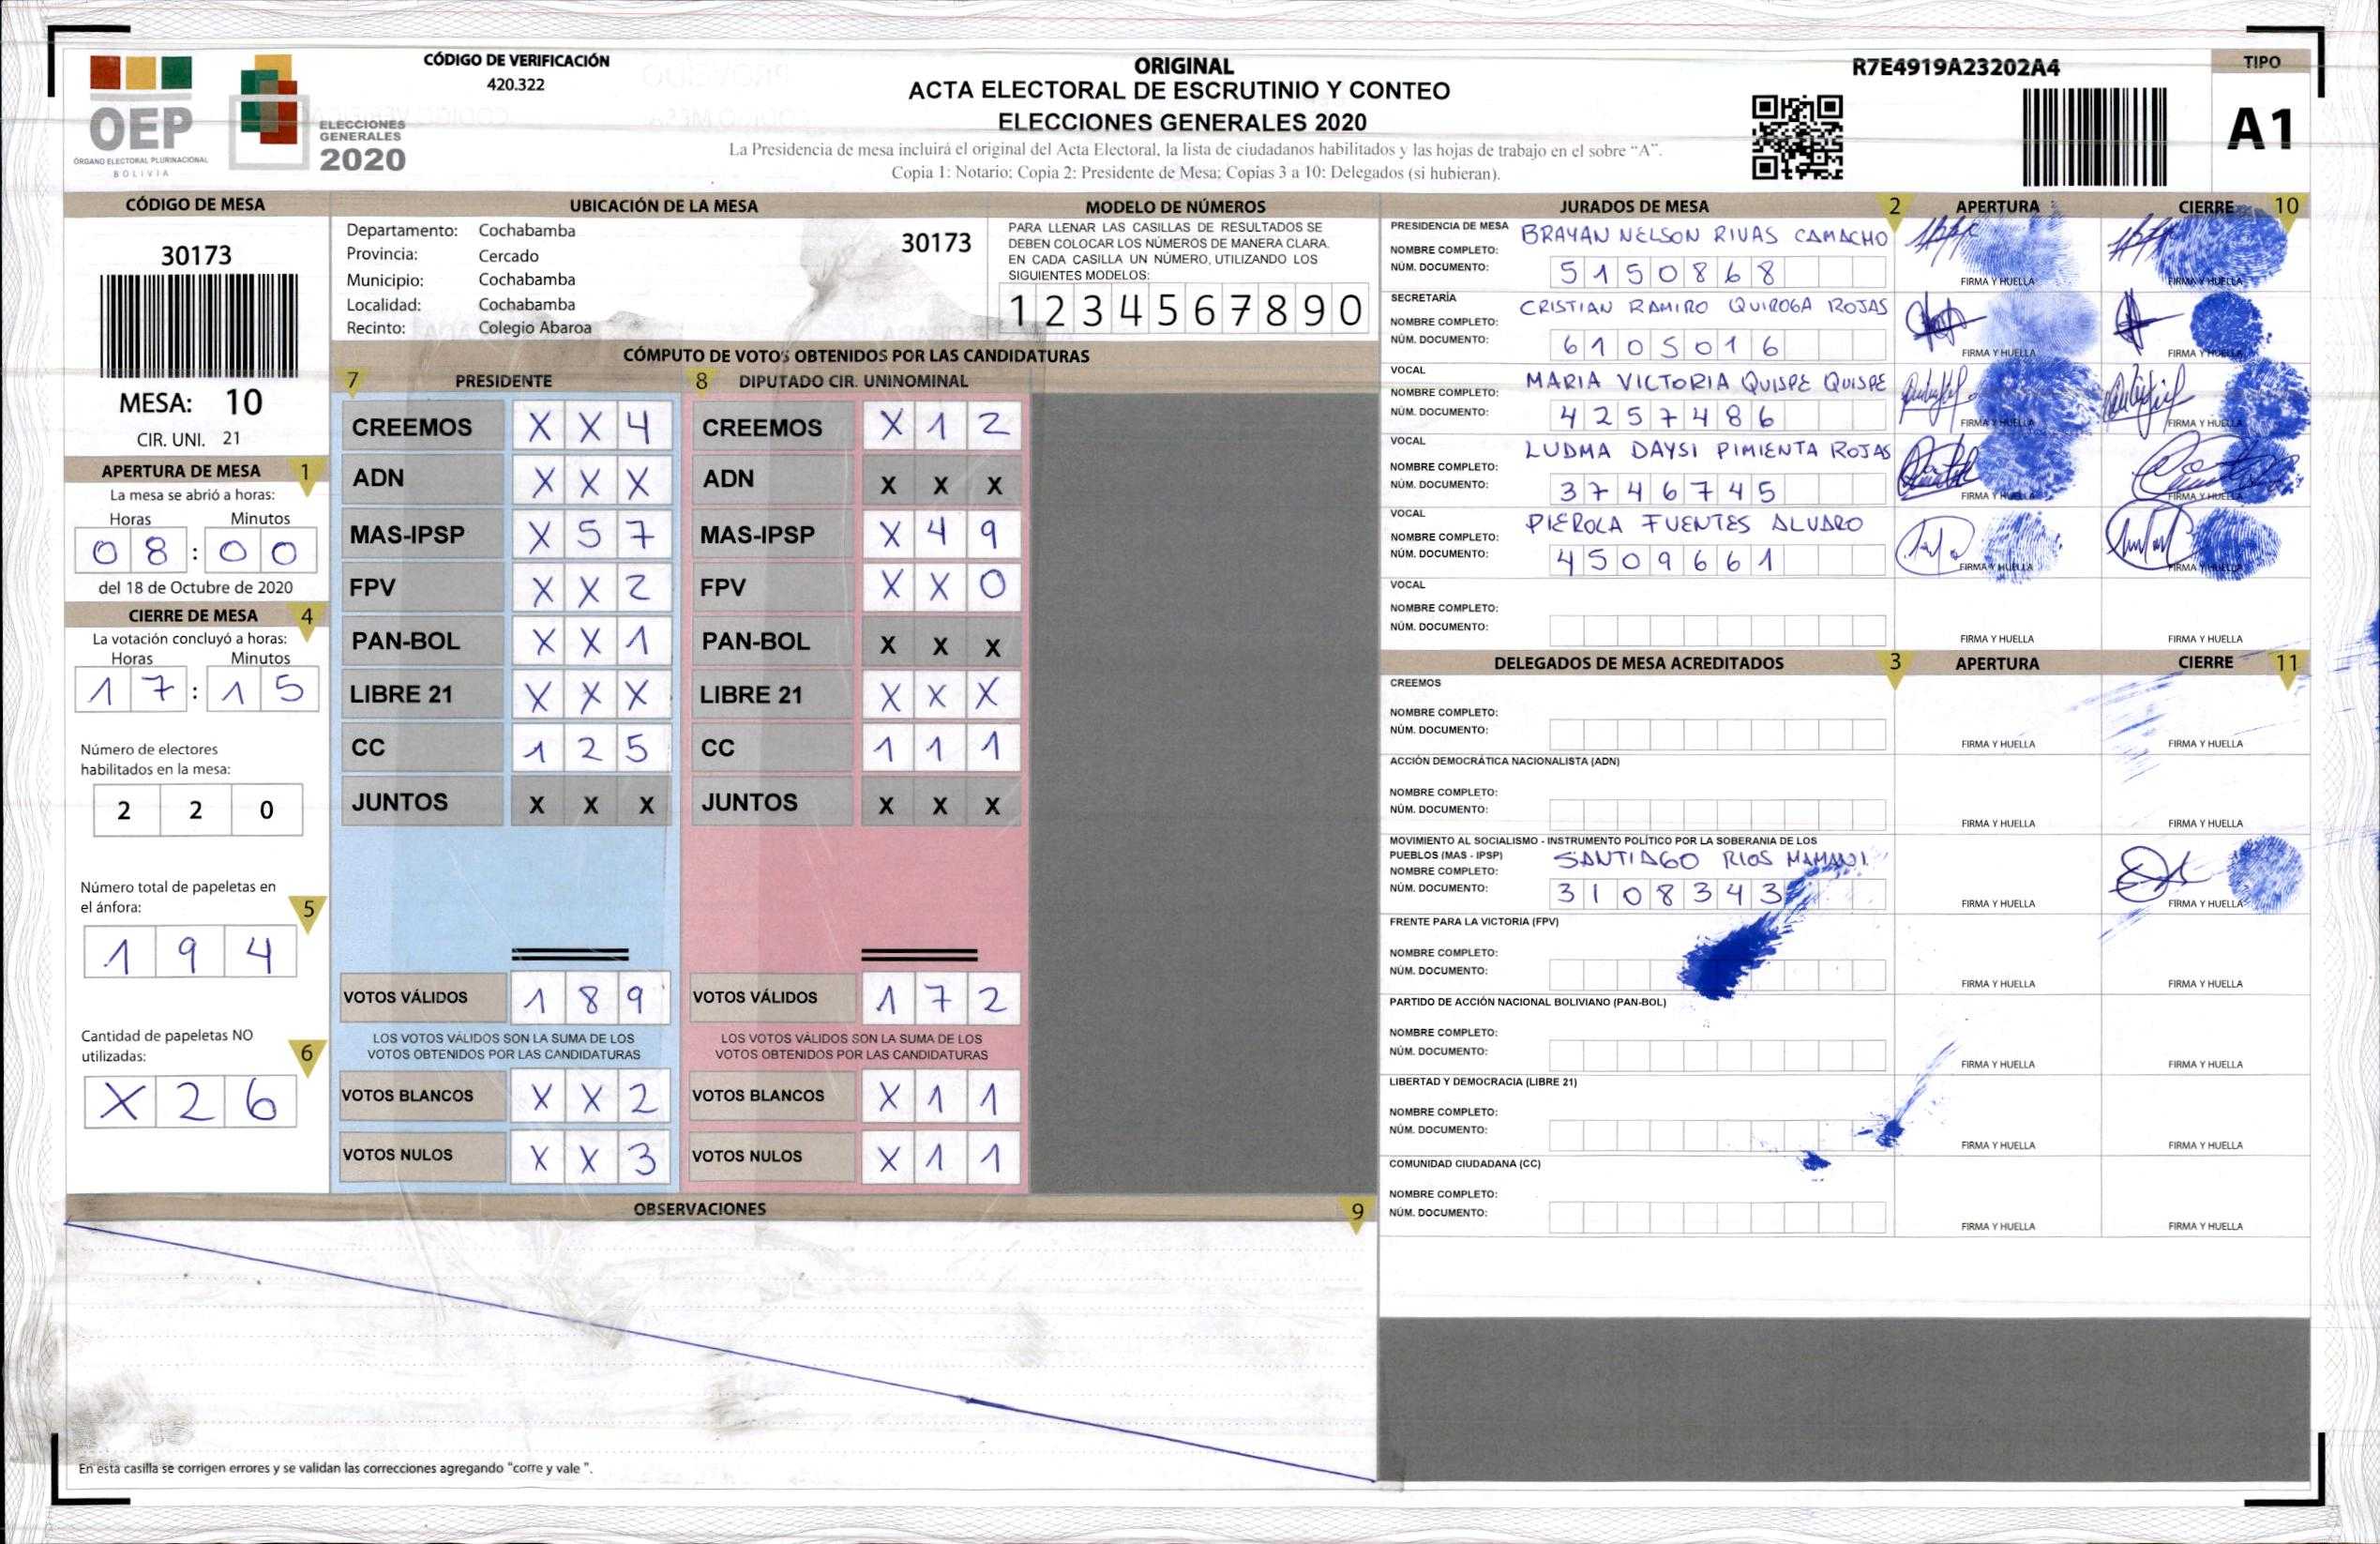 CÓDIGO DE VERIFICACIÓN
420.322
ORIGINAL
ACTA ELECTORAL DE ESCRUTINIO Y CONTEO
ELECCIONES GENERALES 2020
La Presidencia de mesa incluirá el original del Acta Electoral, la lista de ciudadanos habilitados y las hojas de trabajo en el sobre “A”.
Copia 1: Notario; Copia 2: Presidente de Mesa; Copias 3 a 10: Delegados (si hubieran).
R7E4919A23202A4
TIPO
A1
OEP
ÓRGANO ELECTORAL PLURINACIONAL
BOLIVIA
ELECCIONES
GENERALES
2020
CÓDIGO DE MESA
30173
MESA: 10
CIR. UNI. 21
APERTURA DE MESA 1
La mesa se abrió a horas:
Horas Minutos
08:00
del 18 de Octubre de 2020
CIERRE DE MESA 4
La votación concluyó a horas:
Horas Minutos
17:15
Número de electores
habilitados en la mesa:
2 2 0
Número total de papeletas en
el ánfora: 5
1 9 4
Cantidad de papeletas NO
utilizadas: 6
X 2 6
UBICACIÓN DE LA MESA
Departamento: Cochabamba
30173
Provincia: Cercado
Municipio: Cochabamba
Localidad: Cochabamba
Recinto: Colegio Abaroa
MODELO DE NÚMEROS
PARA LLENAR LAS CASILLAS DE RESULTADOS SE
DEBEN COLOCAR LOS NÚMEROS DE MANERA CLARA.
EN CADA CASILLA UN NÚMERO, UTILIZANDO LOS
SIGUIENTES MODELOS:
1 2 3 4 5 6 7 8 9 0
CÓMPUTO DE VOTOS OBTENIDOS POR LAS CANDIDATURAS
7 PRESIDENTE
CREEMOS X X 4
ADN X X X
MAS-IPSP X 5 7
FPV X X 2
PAN-BOL X X 1
LIBRE 21 X X X
CC 1 2 5
JUNTOS X X X
VOTOS VÁLIDOS 1 8 9
LOS VOTOS VÁLIDOS SON LA SUMA DE LOS
VOTOS OBTENIDOS POR LAS CANDIDATURAS
VOTOS BLANCOS X X 2
VOTOS NULOS X X 3
8 DIPUTADO CIR. UNINOMINAL
CREEMOS X 1 2
ADN X X X
MAS-IPSP X 4 9
FPV X X 0
PAN-BOL X X X
LIBRE 21 X X X
CC 1 1 1
JUNTOS X X X
VOTOS VÁLIDOS 1 7 2
LOS VOTOS VÁLIDOS SON LA SUMA DE LOS
VOTOS OBTENIDOS POR LAS CANDIDATURAS
VOTOS BLANCOS X 1 1
VOTOS NULOS X 1 1
OBSERVACIONES 9
En esta casilla se corrigen errores y se validan las correcciones agregando "corre y vale ".
JURADOS DE MESA 2 APERTURA CIERRE 10
PRESIDENCIA DE MESA BRAYAN NELSON RIVAS CAMACHO
NOMBRE COMPLETO:
NÚM. DOCUMENTO: 5150868
FIRMA Y HUELLA FIRMA Y HUELLA
SECRETARÍA CRISTIAN RAMIRO QUIROGA ROJAS
NOMBRE COMPLETO:
NÚM. DOCUMENTO: 6105016
FIRMA Y HUELLA FIRMA Y HUELLA
VOCAL MARIA VICTORIA QUISPE QUISPE
NOMBRE COMPLETO:
NÚM. DOCUMENTO: 4257486
FIRMA Y HUELLA FIRMA Y HUELLA
VOCAL LUDMA DAYSI PIMIENTA ROJAS
NOMBRE COMPLETO:
NÚM. DOCUMENTO: 3746745
FIRMA Y HUELLA FIRMA Y HUELLA
VOCAL PIEROLA FUENTES ALVARO
NOMBRE COMPLETO:
NÚM. DOCUMENTO: 4509661
FIRMA Y HUELLA FIRMA Y HUELLA
VOCAL
NOMBRE COMPLETO:
NÚM. DOCUMENTO:
FIRMA Y HUELLA FIRMA Y HUELLA
DELEGADOS DE MESA ACREDITADOS 3 APERTURA CIERRE 11
CREEMOS
NOMBRE COMPLETO:
NÚM. DOCUMENTO:
FIRMA Y HUELLA FIRMA Y HUELLA
ACCIÓN DEMOCRÁTICA NACIONALISTA (ADN)
NOMBRE COMPLETO:
NÚM. DOCUMENTO:
FIRMA Y HUELLA FIRMA Y HUELLA
MOVIMIENTO AL SOCIALISMO - INSTRUMENTO POLÍTICO POR LA SOBERANIA DE LOS
PUEBLOS (MAS - IPSP) SANTIAGO RIOS MAMANI
NOMBRE COMPLETO:
NÚM. DOCUMENTO: 3108343
FIRMA Y HUELLA FIRMA Y HUELLA
FRENTE PARA LA VICTORIA (FPV)
NOMBRE COMPLETO:
NÚM. DOCUMENTO:
FIRMA Y HUELLA FIRMA Y HUELLA
PARTIDO DE ACCIÓN NACIONAL BOLIVIANO (PAN-BOL)
NOMBRE COMPLETO:
NÚM. DOCUMENTO:
FIRMA Y HUELLA FIRMA Y HUELLA
LIBERTAD Y DEMOCRACIA (LIBRE 21)
NOMBRE COMPLETO:
NÚM. DOCUMENTO:
FIRMA Y HUELLA FIRMA Y HUELLA
COMUNIDAD CIUDADANA (CC)
NOMBRE COMPLETO:
NÚM. DOCUMENTO:
FIRMA Y HUELLA FIRMA Y HUELLA